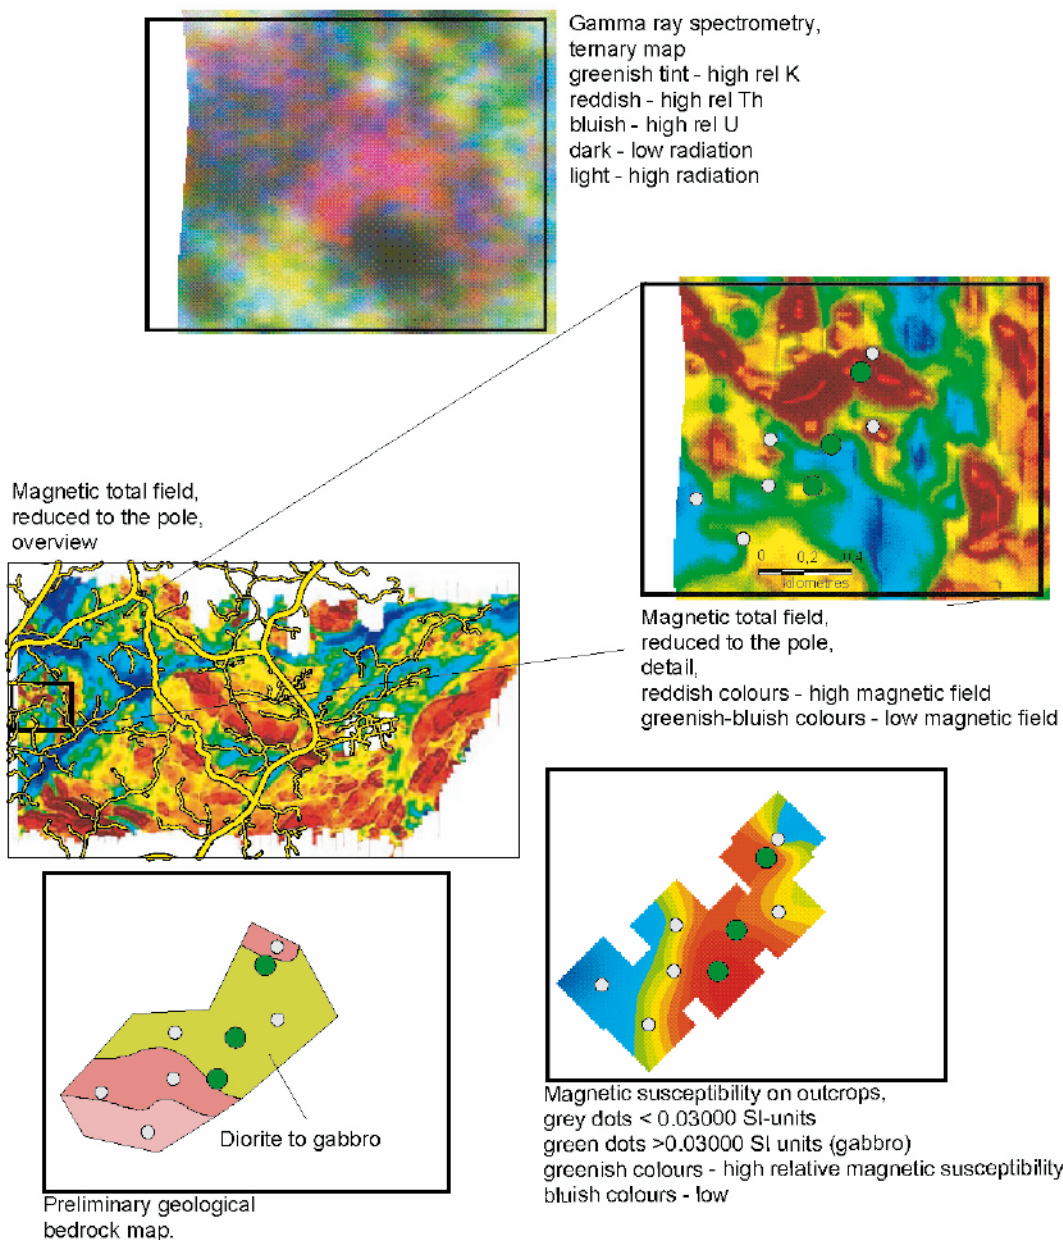 Gamma ray spectrometry,
ternary map
greenish tint - high rel K
reddish - high rel Th
bluish - high rel U
dark - low radiation
light - high radiation
Magnetic total field,
reduced to the pole,
overview
0 0,2 0,4
kilometres
Magnetic total field,
reduced to the pole,
detail,
reddish colours - high magnetic field
greenish-bluish colours - low magnetic field
Diorite to gabbro
Preliminary geological
bedrock map.
Magnetic susceptibility on outcrops,
grey dots < 0.03000 SI-units
green dots >0.03000 SI units (gabbro)
greenish colours - high relative magnetic susceptibility
bluish colours - low